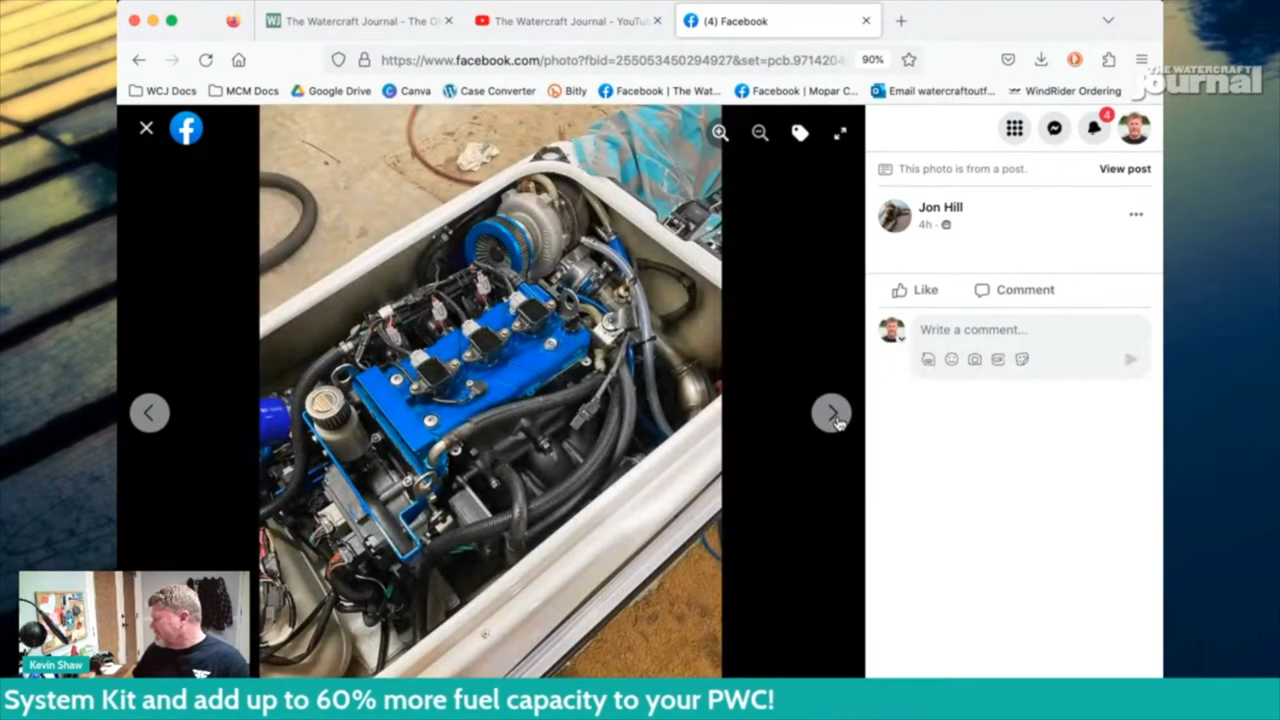 WJ The Watercraft Journal - The O
The Watercraft Journal - YouTu
(4) Facebook
https://www.facebook.com/photo?fbid=255053450294927&set=pcb.9714204
90%
THE WATERCRAFT
Journal
WCJ Docs
MCM Docs
Google Drive
Canva
Case Converter
Bitly
Facebook | The Wat...
Facebook | Mopar C...
Email watercraftoutf...
WindRider Ordering
4
This photo is from a post.
View post
Jon Hill
4h
Like
Comment
Write a comment...
GIF
Kevin Shaw
System Kit and add up to 60% more fuel capacity to your PWC!